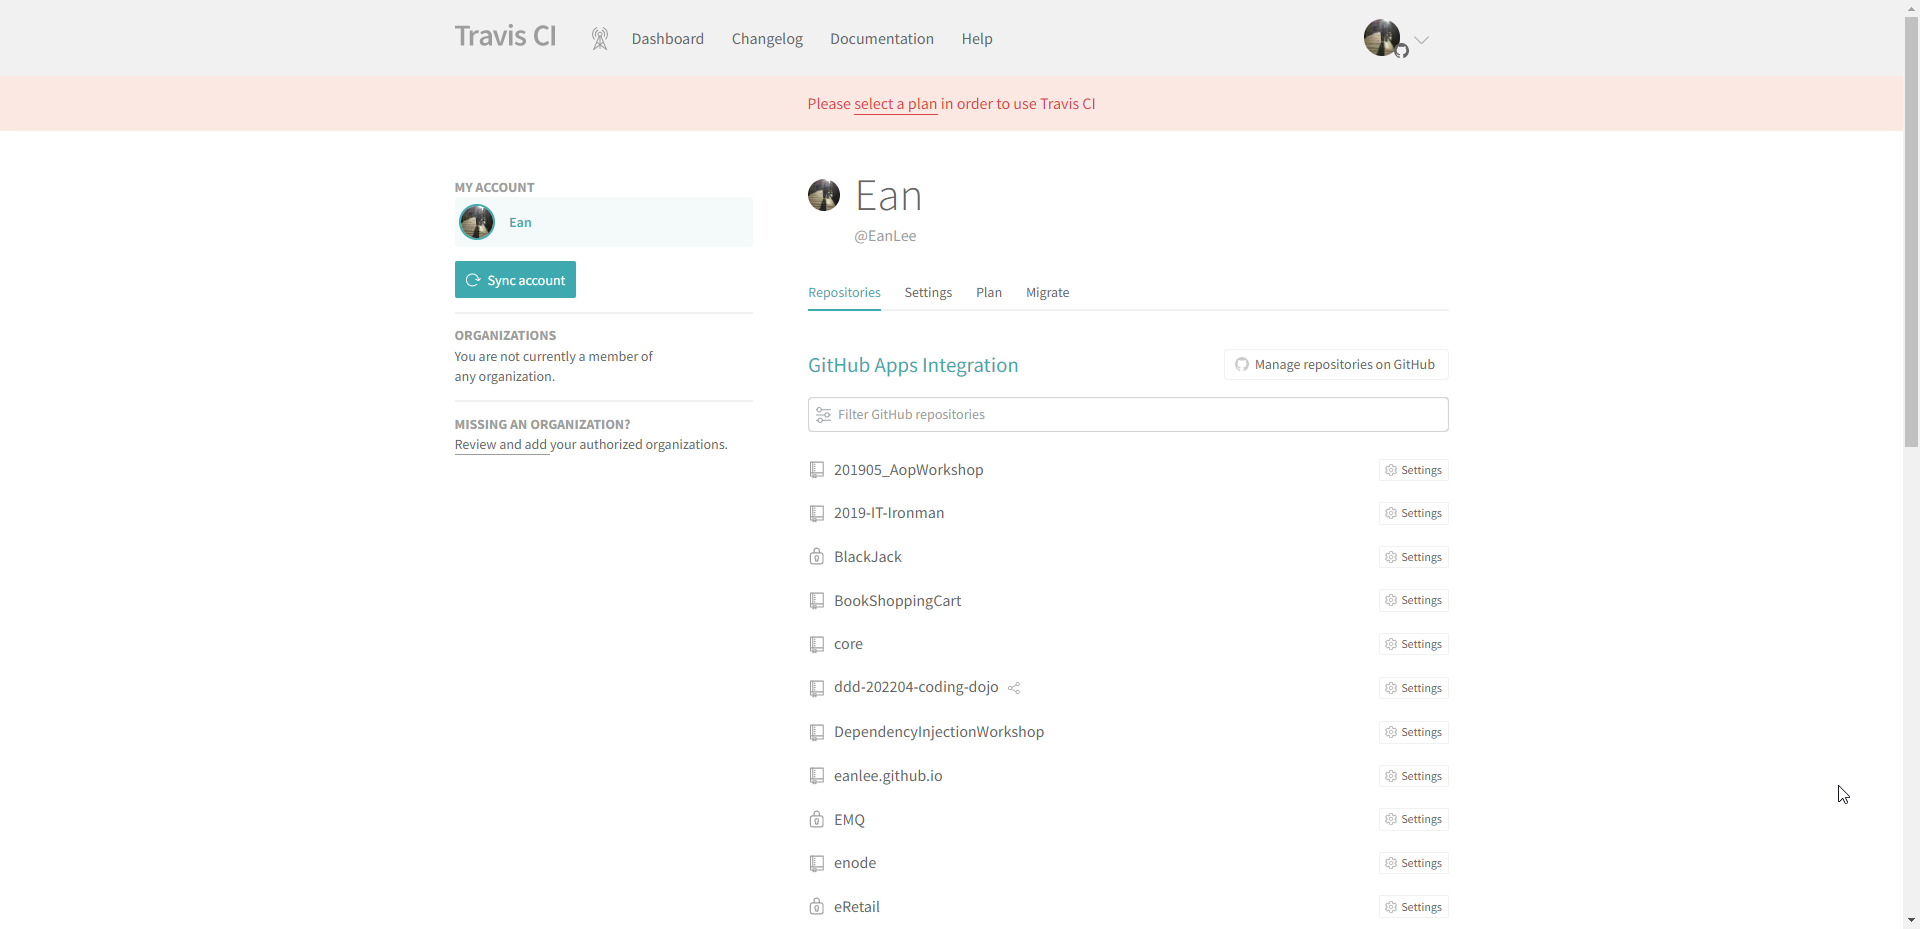 Travis CI
Dashboard
Changelog
Documentation
Help
Please select a plan in order to use Travis CI
MY ACCOUNT
Ean
Sync account
ORGANIZATIONS
You are not currently a member of
any organization.
MISSING AN ORGANIZATION?
Review and add your authorized organizations.
Ean
@EanLee
Repositories
Settings
Plan
Migrate
GitHub Apps Integration
Manage repositories on GitHub
Filter GitHub repositories
201905_AopWorkshop
Settings
2019-IT-Ironman
Settings
BlackJack
Settings
BookShoppingCart
Settings
core
Settings
ddd-202204-coding-dojo
Settings
DependencyInjectionWorkshop
Settings
eanlee.github.io
Settings
EMQ
Settings
enode
Settings
eRetail
Settings